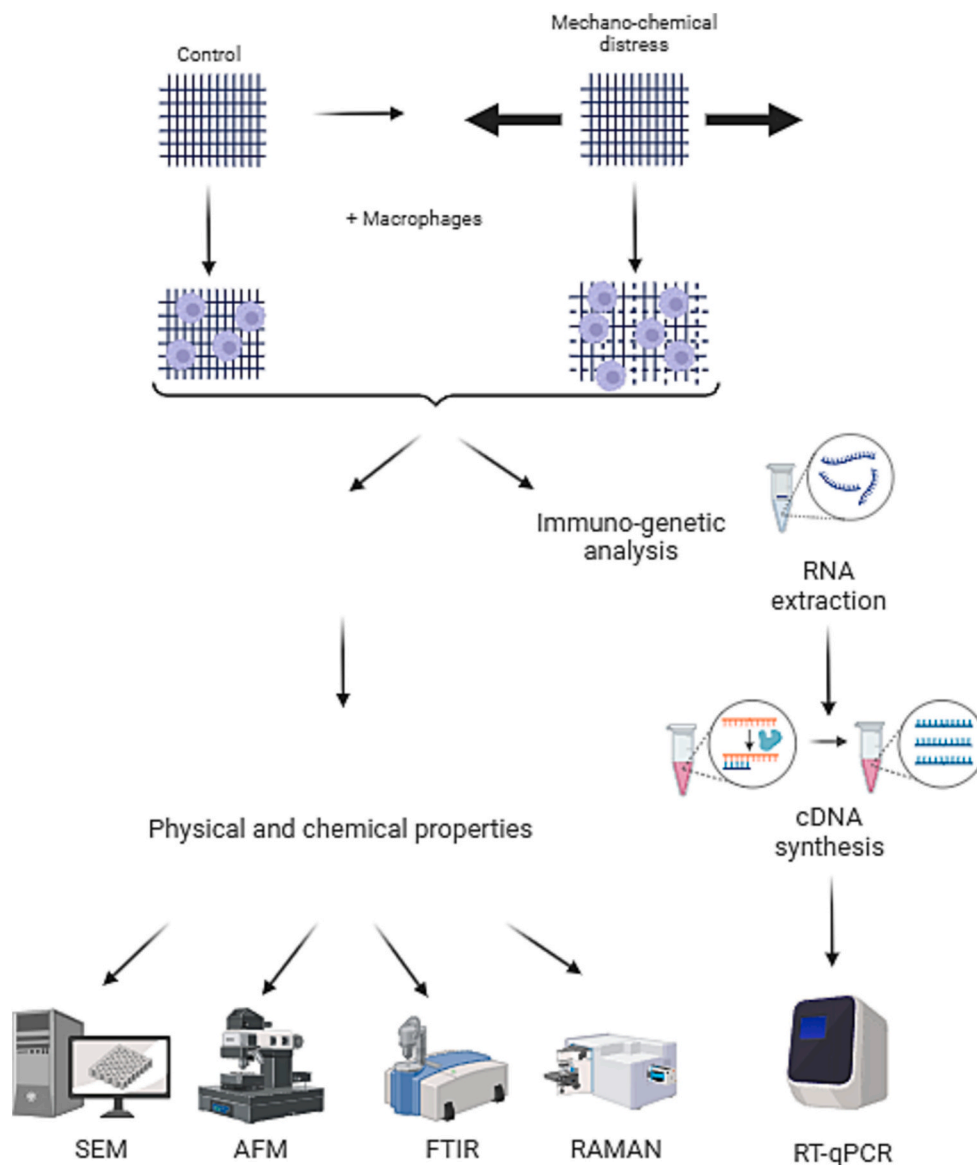 Control
Mechano-chemical
distress
+ Macrophages
Immuno-genetic
analysis
RNA
extraction
cDNA
synthesis
Physical and chemical properties
SEM
AFM
FTIR
RAMAN
RT-qPCR